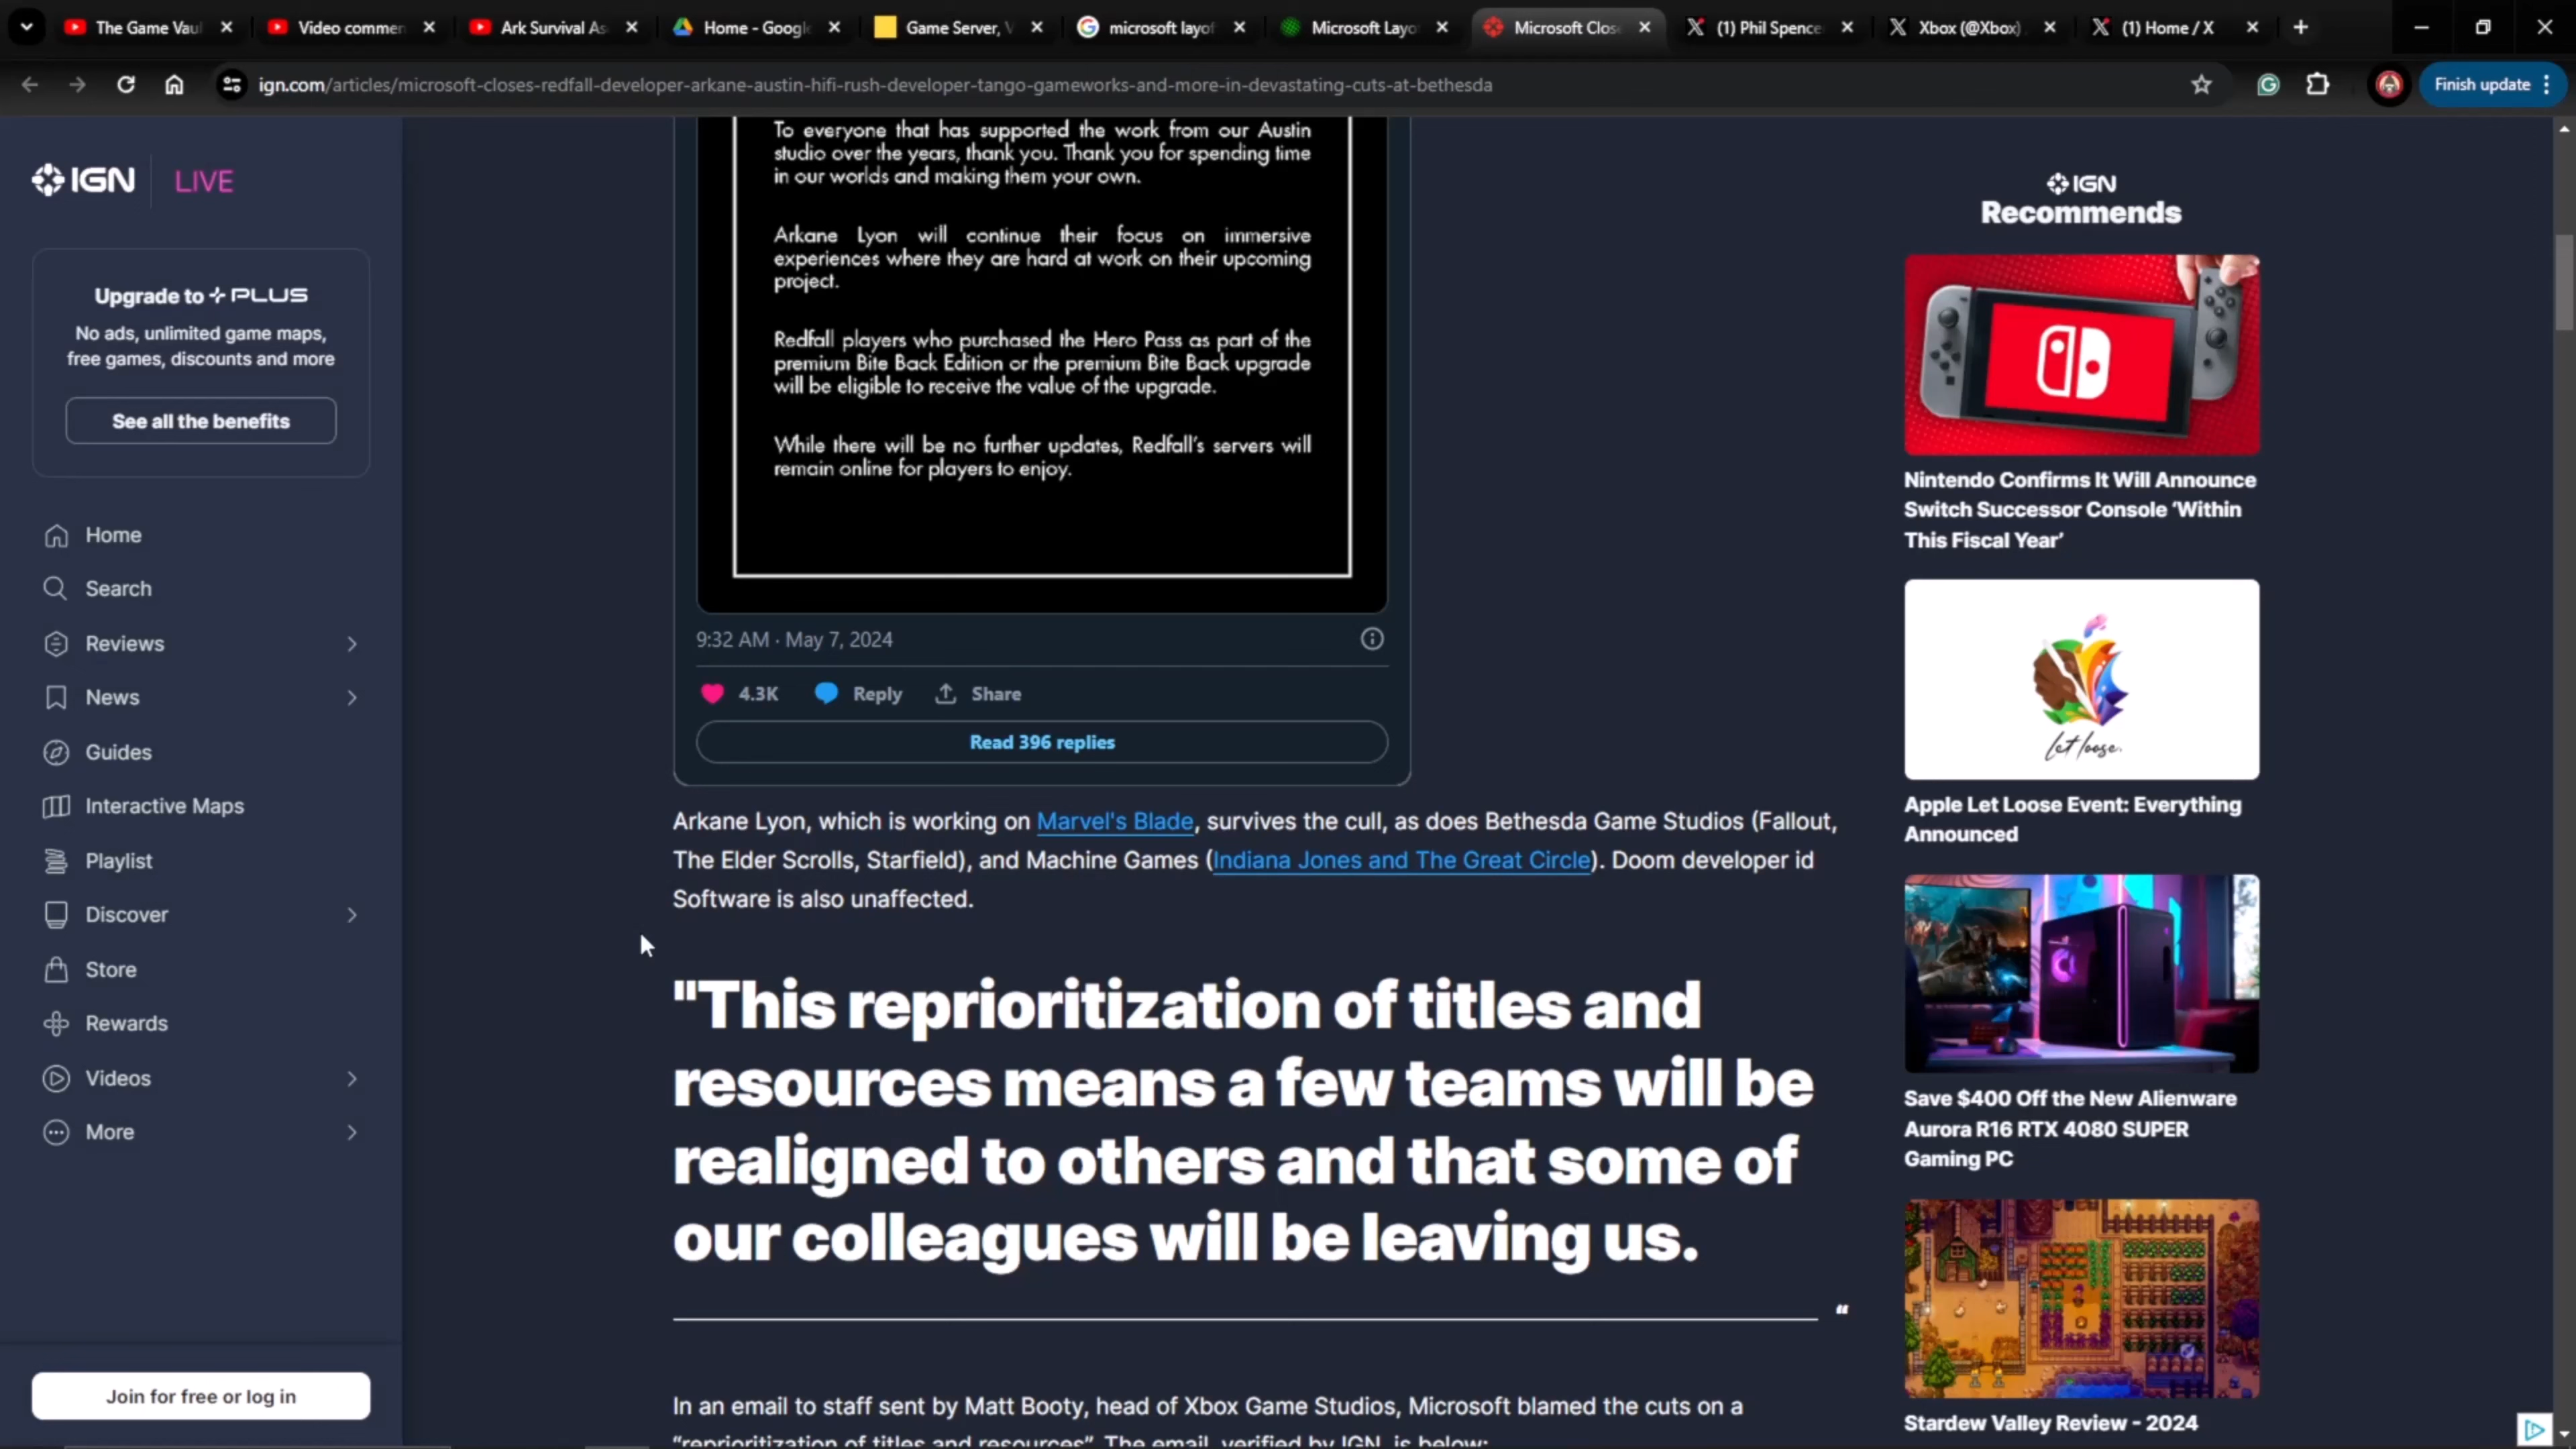 The Game Vaul
Video commen
Ark Survival As
Home - Google
Game Server, V
microsoft layof
Microsoft Layo
Microsoft Clos
(1) Phil Spence
Xbox (@Xbox)
(1) Home / X
ign.com/articles/microsoft-closes-redfall-developer-arkane-austin-hifi-rush-developer-tango-gameworks-and-more-in-devastating-cuts-at-bethesda
Finish update
IGN LIVE
Upgrade to PLUS
No ads, unlimited game maps,
free games, discounts and more
See all the benefits
Home
Search
Reviews
News
Guides
Interactive Maps
Playlist
Discover
Store
Rewards
Videos
More
Join for free or log in
To everyone that has supported the work from our Austin
studio over the years, thank you. Thank you for spending time
in our worlds and making them your own.
Arkane Lyon will continue their focus on immersive
experiences where they are hard at work on their upcoming
project.
Redfall players who purchased the Hero Pass as part of the
premium Bite Back Edition or the premium Bite Back upgrade
will be eligible to receive the value of the upgrade.
While there will be no further updates, Redfall's servers will
remain online for players to enjoy.
9:32 AM · May 7, 2024
4.3K Reply Share
Read 396 replies
Arkane Lyon, which is working on Marvel's Blade, survives the cull, as does Bethesda Game Studios (Fallout,
The Elder Scrolls, Starfield), and Machine Games (Indiana Jones and The Great Circle). Doom developer id
Software is also unaffected.
"This reprioritization of titles and
resources means a few teams will be
realigned to others and that some of
our colleagues will be leaving us.
“
In an email to staff sent by Matt Booty, head of Xbox Game Studios, Microsoft blamed the cuts on a
“reprioritization of titles and resources”. The email, verified by IGN, is below:
IGN
Recommends
Nintendo Confirms It Will Announce
Switch Successor Console ‘Within
This Fiscal Year’
Let loose.
Apple Let Loose Event: Everything
Announced
Save $400 Off the New Alienware
Aurora R16 RTX 4080 SUPER
Gaming PC
Stardew Valley Review - 2024